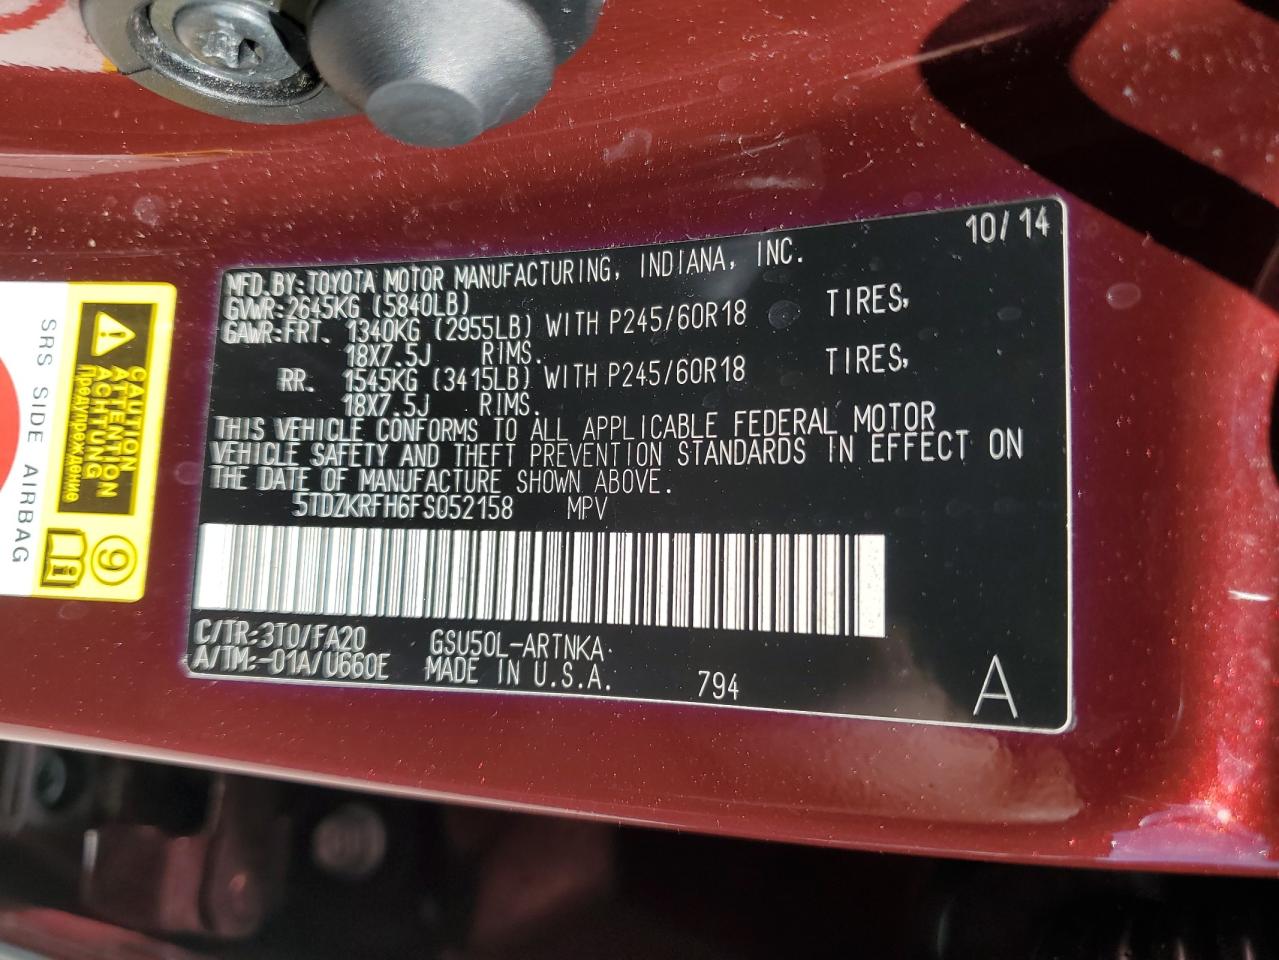 10/14
MFD.BY:TOYOTA MOTOR MANUFACTURING, INDIANA, INC.
GVWR:2645KG (5840LB)
GAWR:FRT. 1340KG (2955LB) WITH P245/60R18 TIRES,
18X7.5J RIMS.
RR. 1545KG (3415LB) WITH P245/60R18 TIRES,
18X7.5J RIMS.
THIS VEHICLE CONFORMS TO ALL APPLICABLE FEDERAL MOTOR
VEHICLE SAFETY AND THEFT PREVENTION STANDARDS IN EFFECT ON
THE DATE OF MANUFACTURE SHOWN ABOVE.
5TDZKRFH6FS052158 MPV
C/TR:3T0/FA20 GSU50L-ARTNKA
A/TM:-01A/U660E MADE IN U.S.A. 794
A
CAUTION
ATTENTION
ACHTUNG
Предупреждение
9
i
SRS SIDE AIRBAG